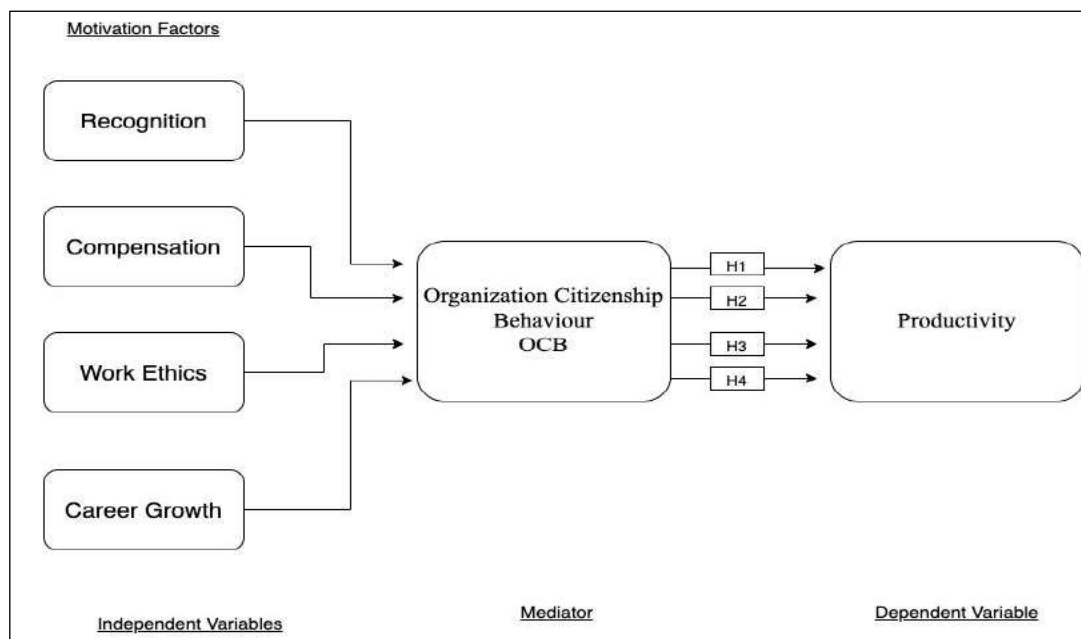 Motivation Factors
Recognition
Compensation
Work Ethics
Career Growth
Organization Citizenship
Behaviour
OCB
H1
H2
H3
H4
Productivity
Independent Variables
Mediator
Dependent Variable